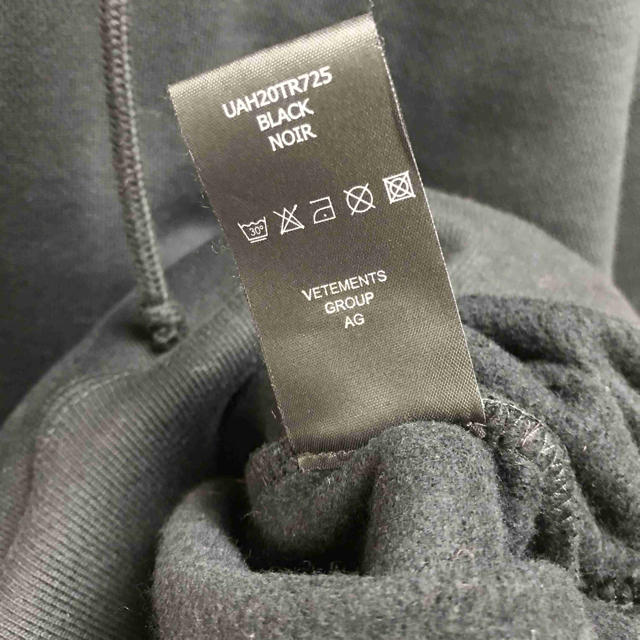 UAH20TR725
BLACK
NOIR
30°
VETEMENTS
GROUP
AG